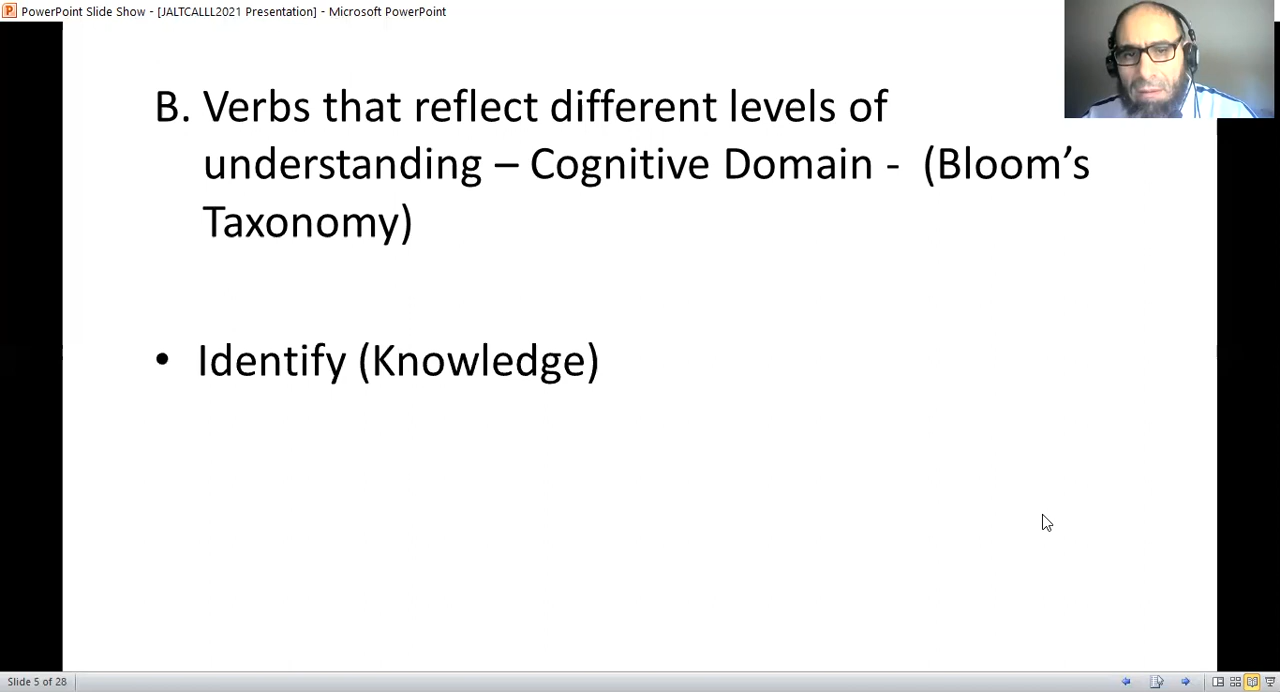 PowerPoint Slide Show - [JALTCALLL2021 Presentation] - Microsoft PowerPoint
B. Verbs that reflect different levels of
understanding – Cognitive Domain -  (Bloom’s
Taxonomy)
• Identify (Knowledge)
Slide 5 of 28